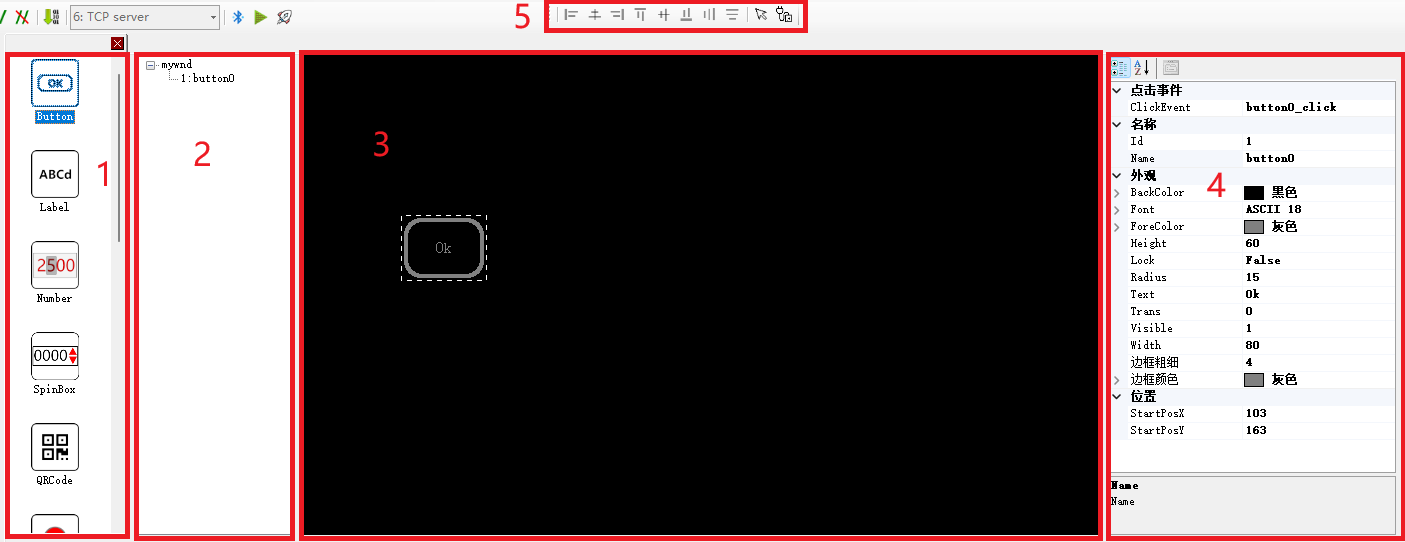 6: TCP server
5
OK
Button
ABCd
Label
1
2500
Number
0000
SpinBox
QRCode
mywnd
1:button0
2
3
Ok
点击事件
ClickEvent button0_click
名称
Id 1
Name button0
外观
4
BackColor 黑色
Font ASCII 18
ForeColor 灰色
Height 60
Lock False
Radius 15
Text Ok
Trans 0
Visible 1
Width 80
边框粗细 4
边框颜色 灰色
位置
StartPosX 103
StartPosY 163
Name
Name